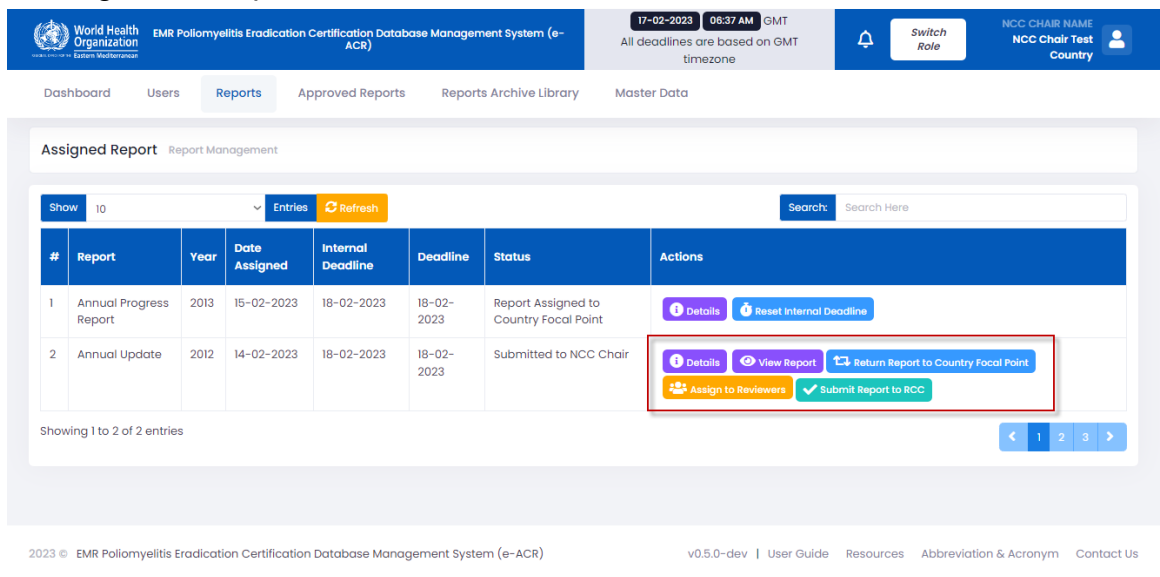 World Health
Organization
Eastern Mediterranean
EMR Poliomyelitis Eradication Certification Database Management System (e-
ACR)
17-02-2023 06:37 AM GMT
All deadlines are based on GMT
timezone
Switch
Role
NCC CHAIR NAME
NCC Chair Test
Country
Dashboard Users Reports Approved Reports Reports Archive Library Master Data
Assigned Report Report Management
Show 10 Entries Refresh Search: Search Here
# Report Year Date
Assigned Internal
Deadline Deadline Status Actions
1 Annual Progress
Report 2013 15-02-2023 18-02-2023 18-02-
2023 Report Assigned to
Country Focal Point Details Reset Internal Deadline
2 Annual Update 2012 14-02-2023 18-02-2023 18-02-
2023 Submitted to NCC Chair Details View Report Return Report to Country Focal Point
Assign to Reviewers Submit Report to RCC
Showing 1 to 2 of 2 entries
< 1 2 3 >
2023 © EMR Poliomyelitis Eradication Certification Database Management System (e-ACR) v0.5.0-dev | User Guide Resources Abbreviation & Acronym Contact Us